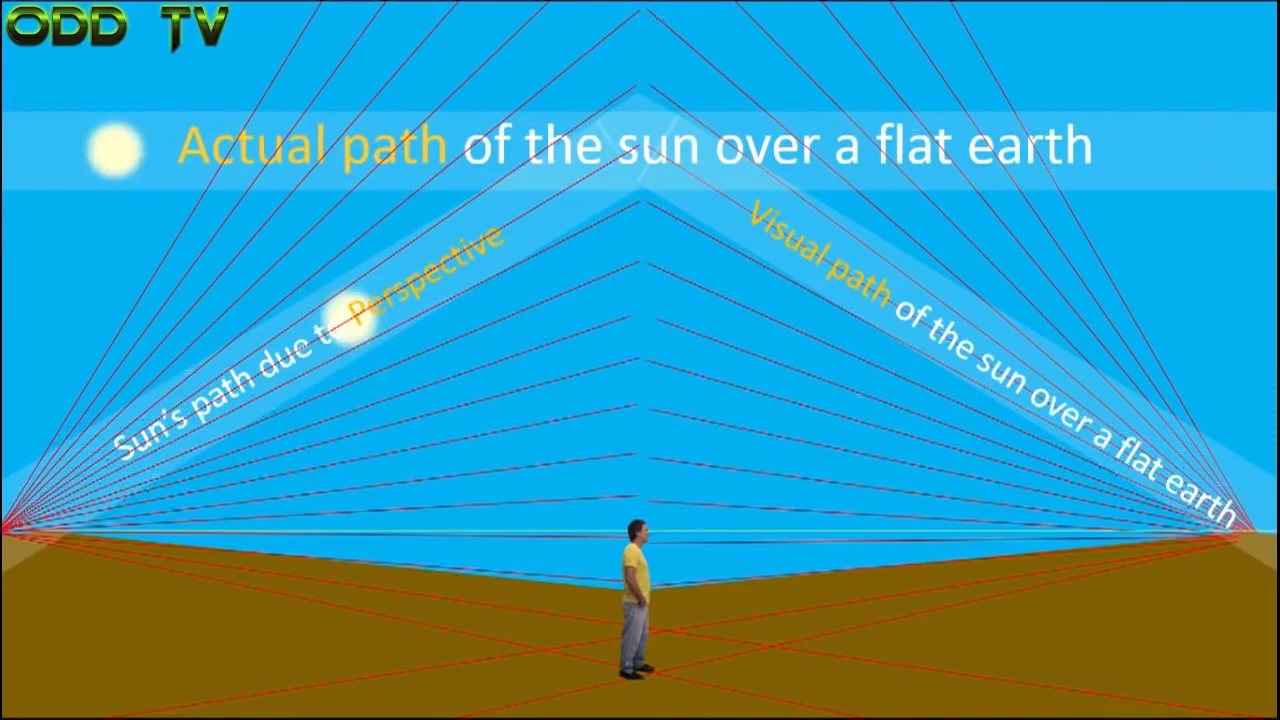 ODD TV
Actual path of the sun over a flat earth
Sun's path due t Perspective
Visual path of the sun over a flat earth